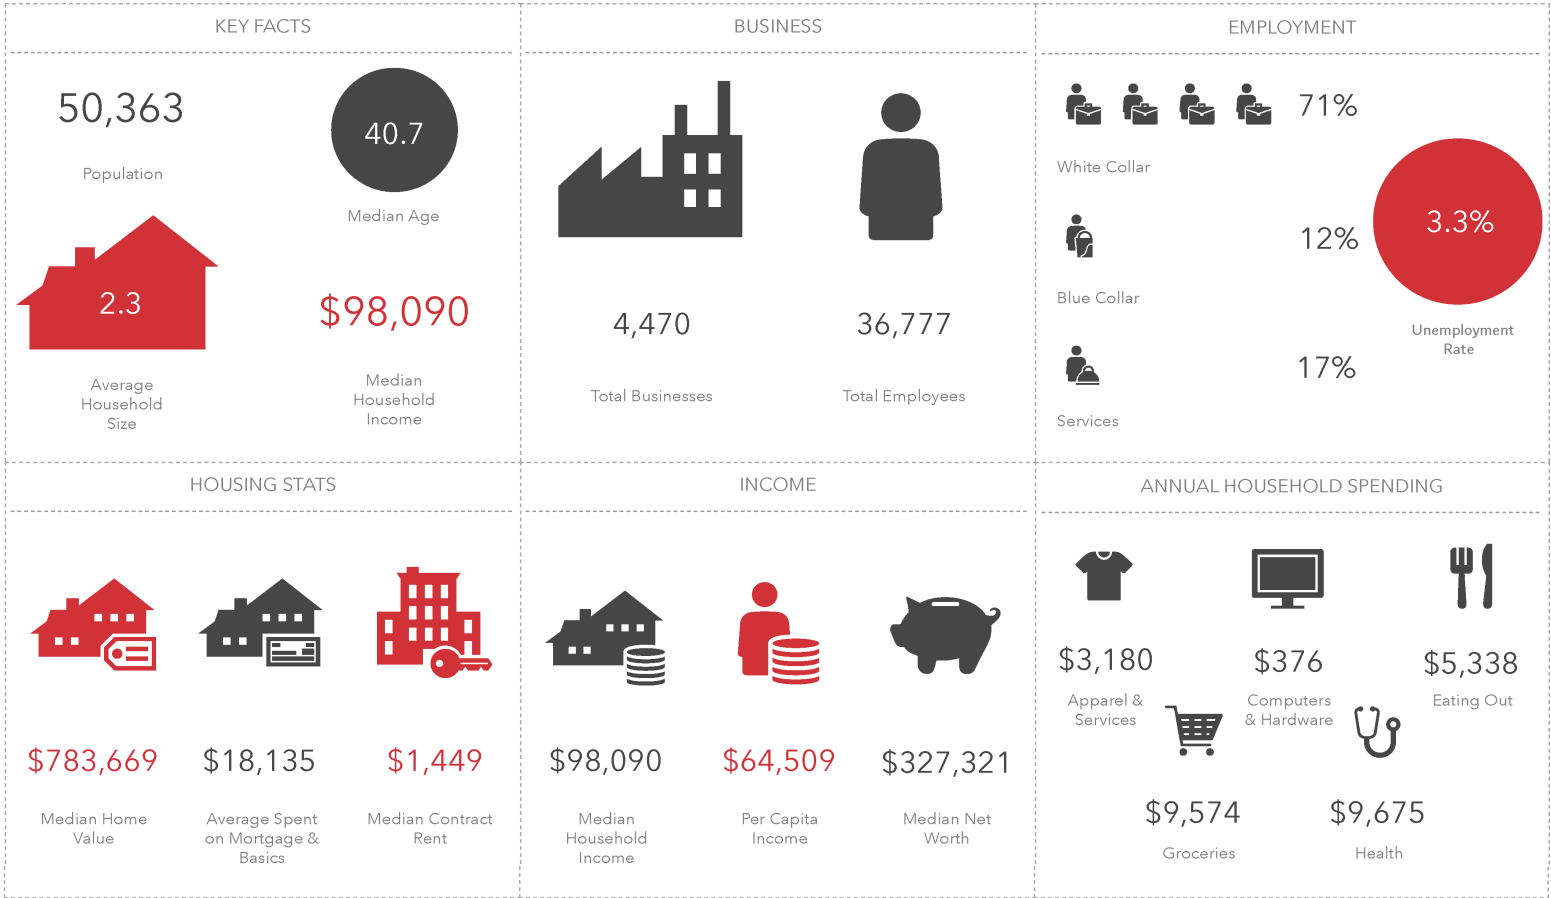 KEY FACTS
50,363
Population
40.7
Median Age
2.3
Average
Household
Size
$98,090
Median
Household
Income
BUSINESS
4,470
Total Businesses
36,777
Total Employees
EMPLOYMENT
71%
White Collar
12%
Blue Collar
17%
Services
3.3%
Unemployment
Rate
HOUSING STATS
$783,669
Median Home
Value
$18,135
Average Spent
on Mortgage &
Basics
$1,449
Median Contract
Rent
INCOME
$98,090
Median
Household
Income
$64,509
Per Capita
Income
$327,321
Median Net
Worth
ANNUAL HOUSEHOLD SPENDING
$3,180
Apparel &
Services
$376
Computers
& Hardware
$5,338
Eating Out
$9,574
Groceries
$9,675
Health